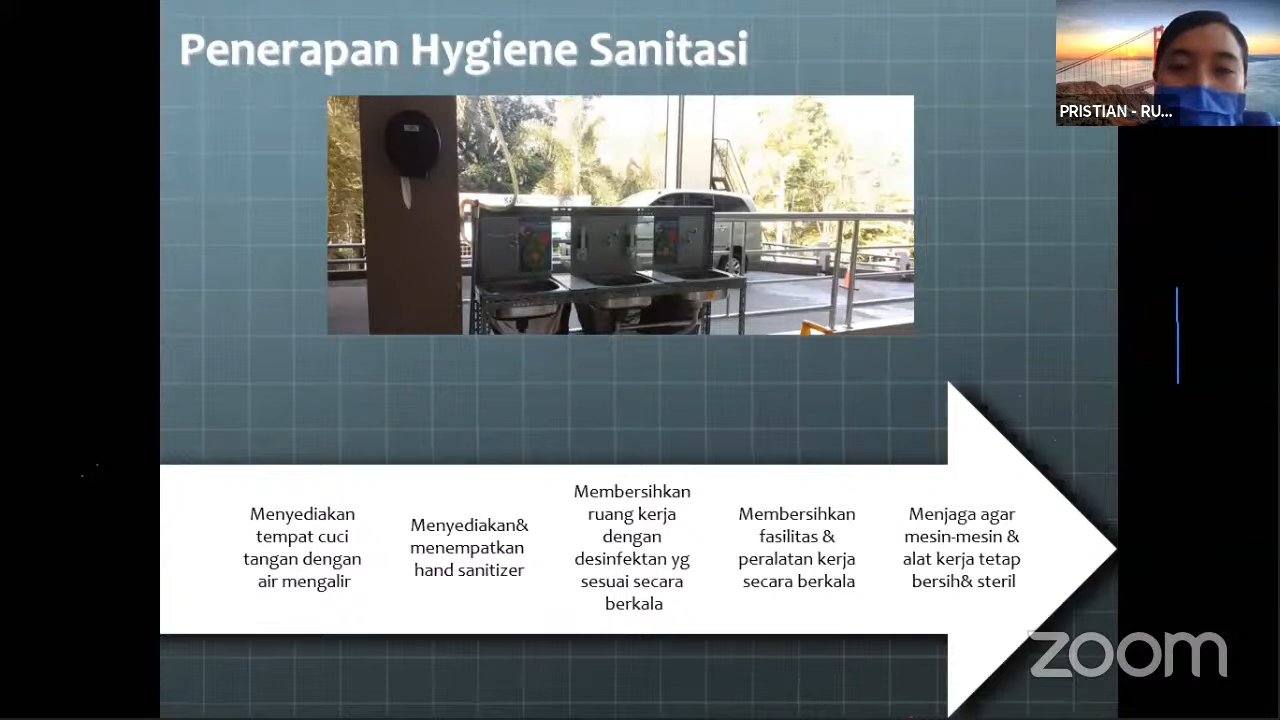 Penerapan Hygiene Sanitasi
PRISTIAN - RU...
Menyediakan
tempat cuci
tangan dengan
air mengalir
Menyediakan&
menempatkan
hand sanitizer
Membersihkan
ruang kerja
dengan
desinfektan yg
sesuai secara
berkala
Membersihkan
fasilitas &
peralatan kerja
secara berkala
Menjaga agar
mesin-mesin &
alat kerja tetap
bersih& steril
zoom